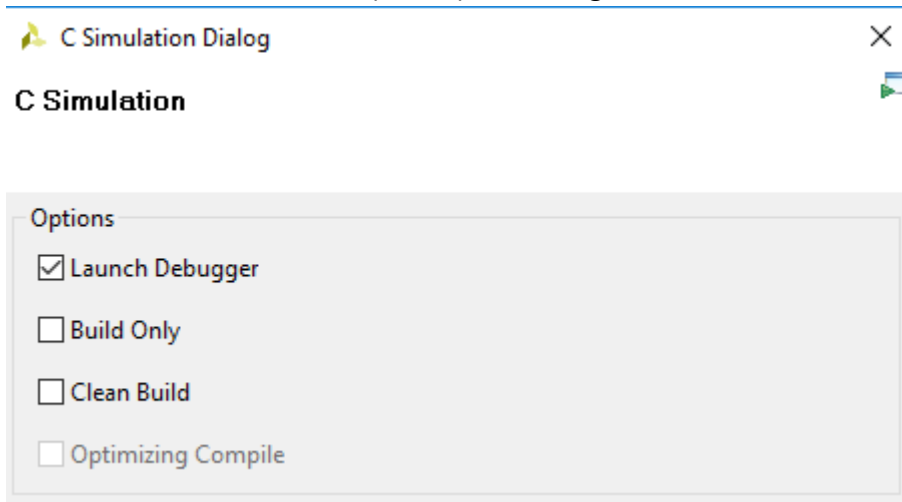 C Simulation Dialog
C Simulation
Options
Launch Debugger
Build Only
Clean Build
Optimizing Compile